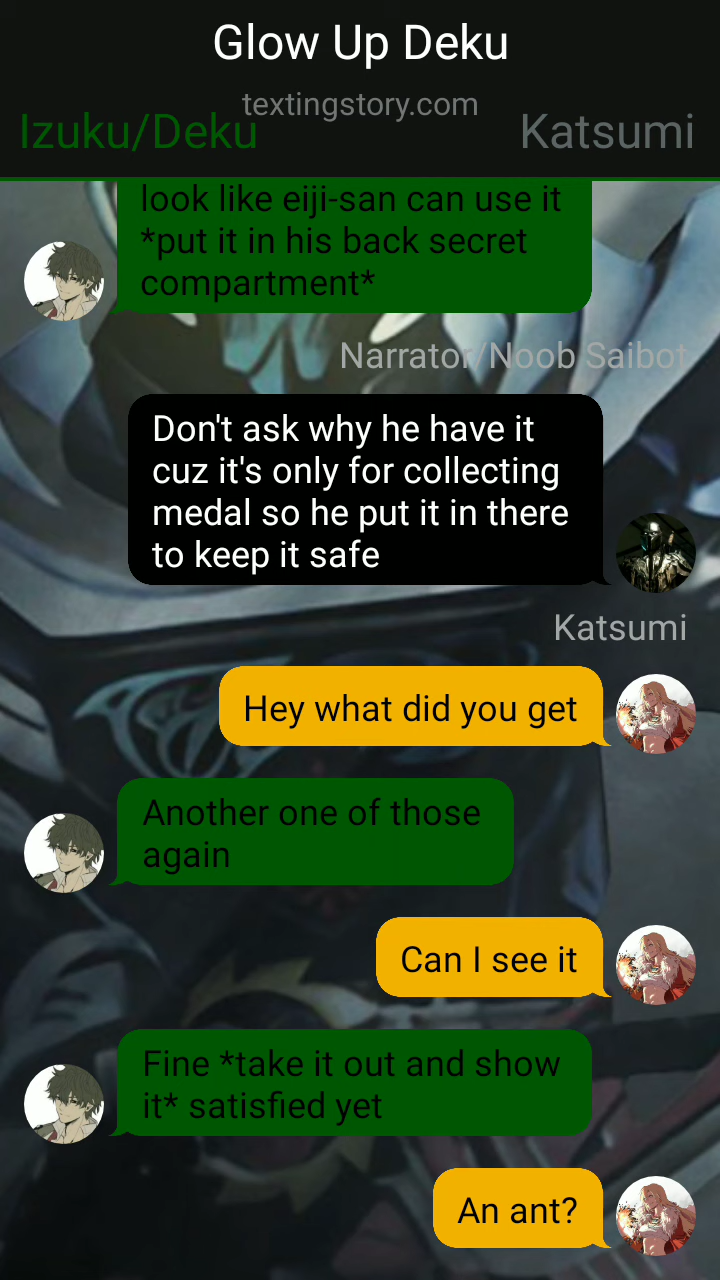 Glow Up Deku
textingstory.com
Izuku/Deku
Katsumi
look like eiji-san can use it
*put it in his back secret
compartment*
Narrator/Noob Saibot
Don't ask why he have it
cuz it's only for collecting
medal so he put it in there
to keep it safe
Katsumi
Hey what did you get
Another one of those
again
Can I see it
Fine *take it out and show
it* satisfied yet
An ant?